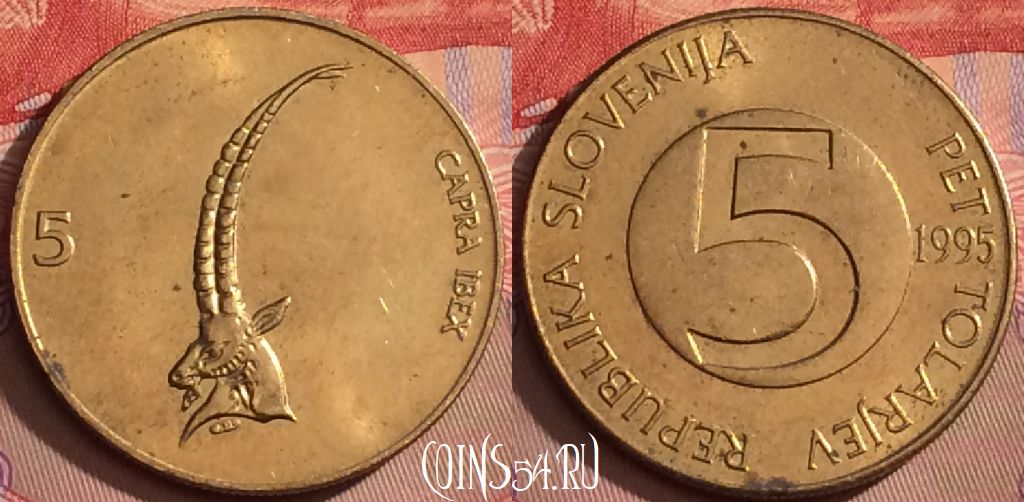 5
CAPRA IBEX
REPUBLIKA SLOVENIJA
5
1995
PET TOLARJEV
COINS54.RU